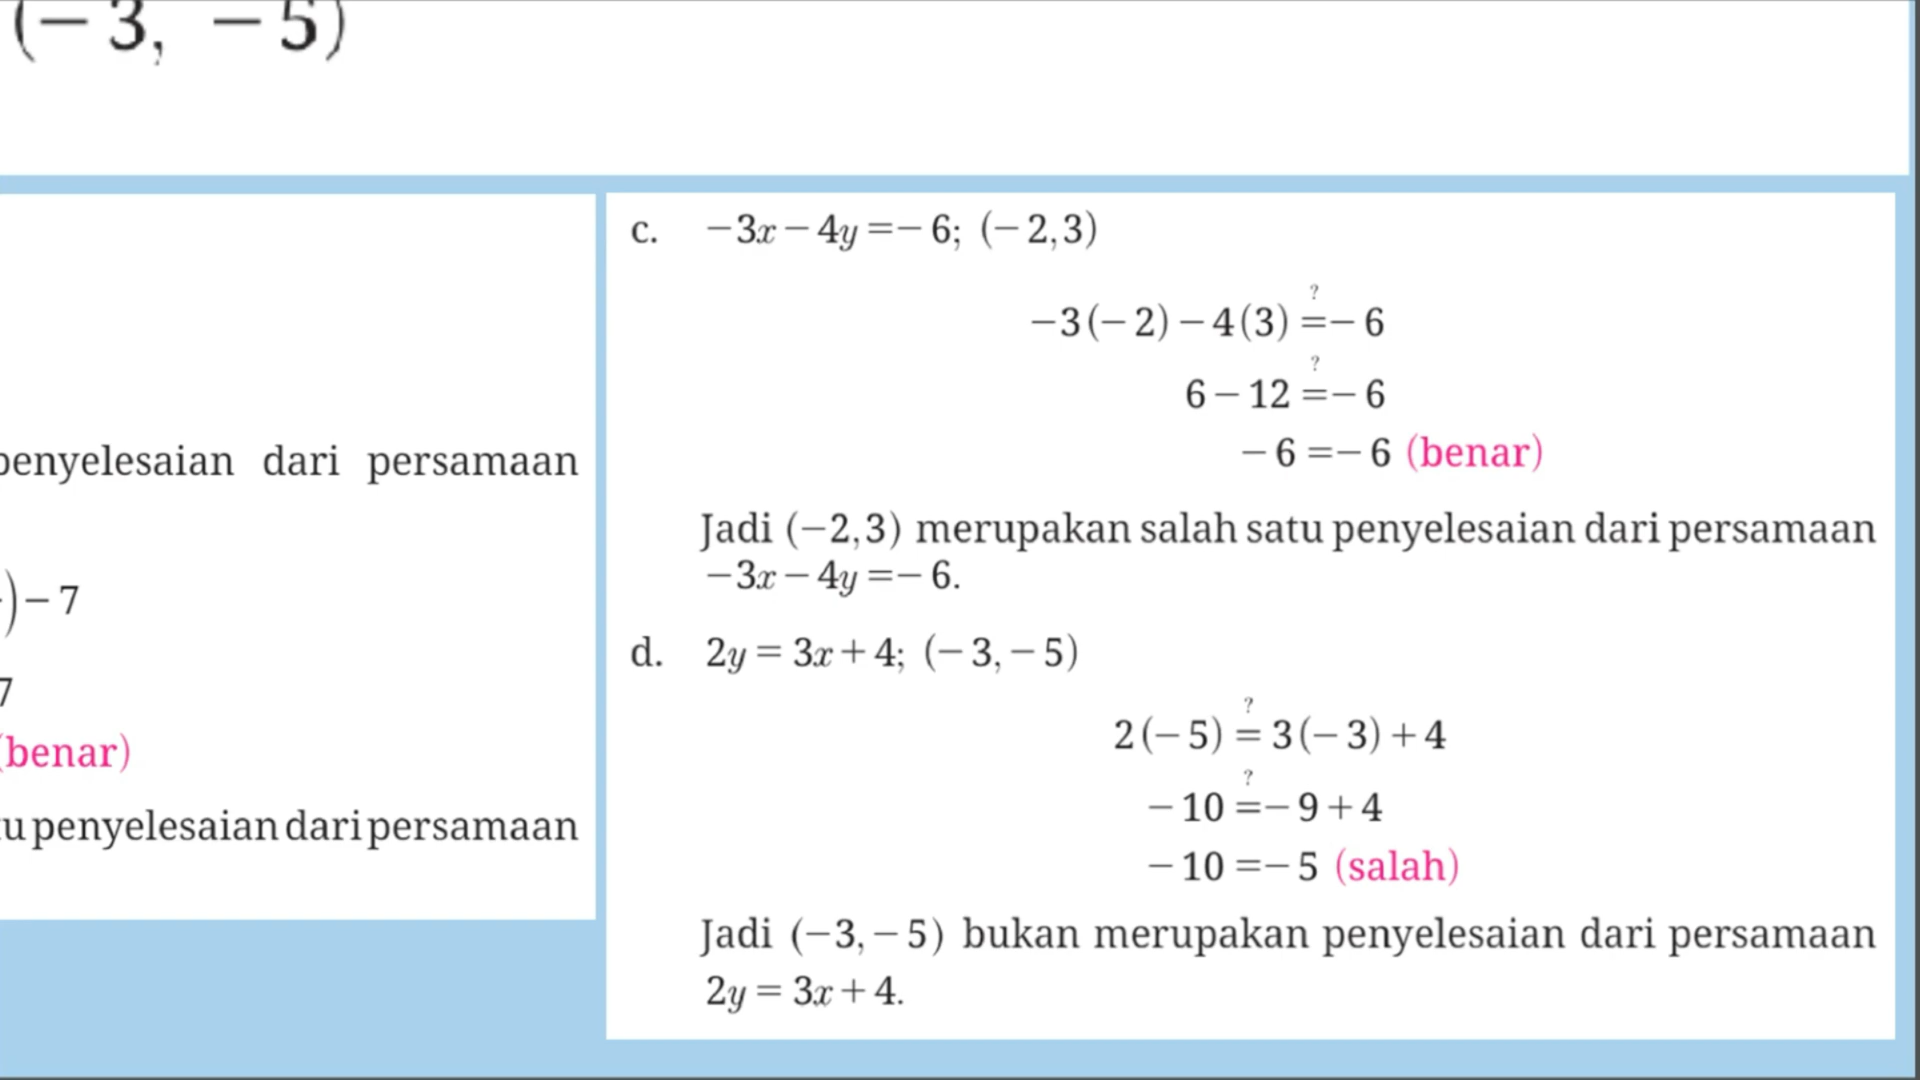 (−3, −5)
penyelesaian dari persamaan
)−7
7
(benar)
penyelesaian dari persamaan
c. −3x−4y=−6; (−2,3)
−3(−2)−4(3) ≟ −6
6−12 ≟ −6
−6=−6 (benar)
Jadi (−2,3) merupakan salah satu penyelesaian dari persamaan
−3x−4y=−6.
d. 2y=3x+4; (−3,−5)
2(−5) ≟ 3(−3)+4
−10 ≟ −9+4
−10=−5 (salah)
Jadi (−3,−5) bukan merupakan penyelesaian dari persamaan
2y=3x+4.